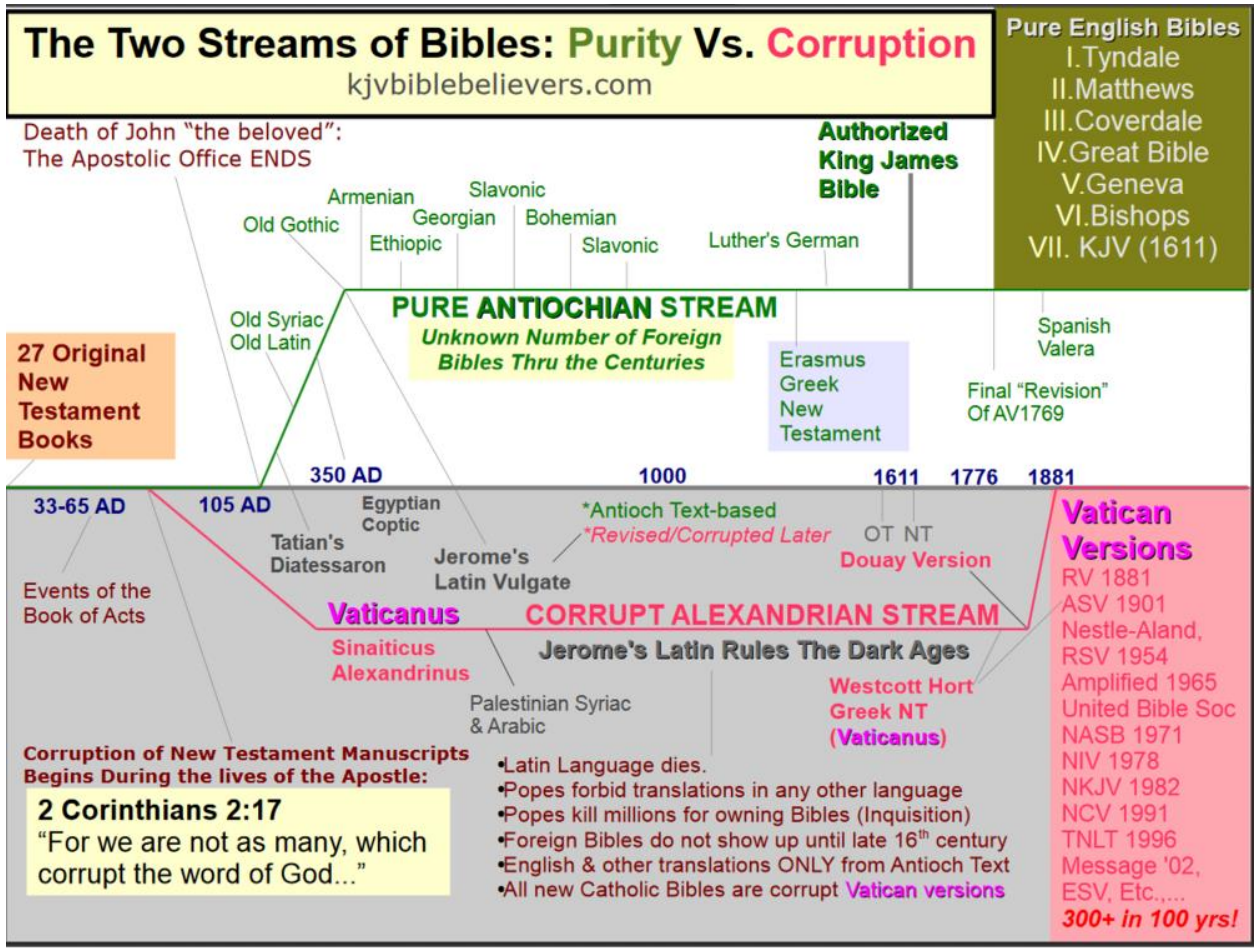 The Two Streams of Bibles: Purity Vs. Corruption
kjvbiblebelievers.com
Pure English Bibles
I.Tyndale
II.Matthews
III.Coverdale
IV.Great Bible
V.Geneva
VI.Bishops
VII. KJV (1611)
Death of John “the beloved”:
The Apostolic Office ENDS
Authorized
King James
Bible
Old Gothic
Armenian
Ethiopic
Georgian
Slavonic
Bohemian
Slavonic
Luther's German
PURE ANTIOCHIAN STREAM
Unknown Number of Foreign
Bibles Thru the Centuries
Old Syriac
Old Latin
27 Original
New
Testament
Books
Erasmus
Greek
New
Testament
Spanish
Valera
Final “Revision”
Of AV1769
33-65 AD
105 AD
350 AD
1000
1611
1776
1881
Events of the
Book of Acts
Tatian's
Diatessaron
Egyptian
Coptic
Jerome's
Latin Vulgate
*Antioch Text-based
*Revised/Corrupted Later
OT NT
Douay Version
Vaticanus
Sinaiticus
Alexandrinus
CORRUPT ALEXANDRIAN STREAM
Jerome's Latin Rules The Dark Ages
Palestinian Syriac
& Arabic
Westcott Hort
Greek NT
(Vaticanus)
Vatican
Versions
RV 1881
ASV 1901
Nestle-Aland,
RSV 1954
Amplified 1965
United Bible Soc
NASB 1971
NIV 1978
NKJV 1982
NCV 1991
TNLT 1996
Message '02,
ESV, Etc.,...
300+ in 100 yrs!
Corruption of New Testament Manuscripts
Begins During the lives of the Apostle:
2 Corinthians 2:17
“For we are not as many, which
corrupt the word of God...”
•Latin Language dies.
•Popes forbid translations in any other language
•Popes kill millions for owning Bibles (Inquisition)
•Foreign Bibles do not show up until late 16th century
•English & other translations ONLY from Antioch Text
•All new Catholic Bibles are corrupt Vatican versions